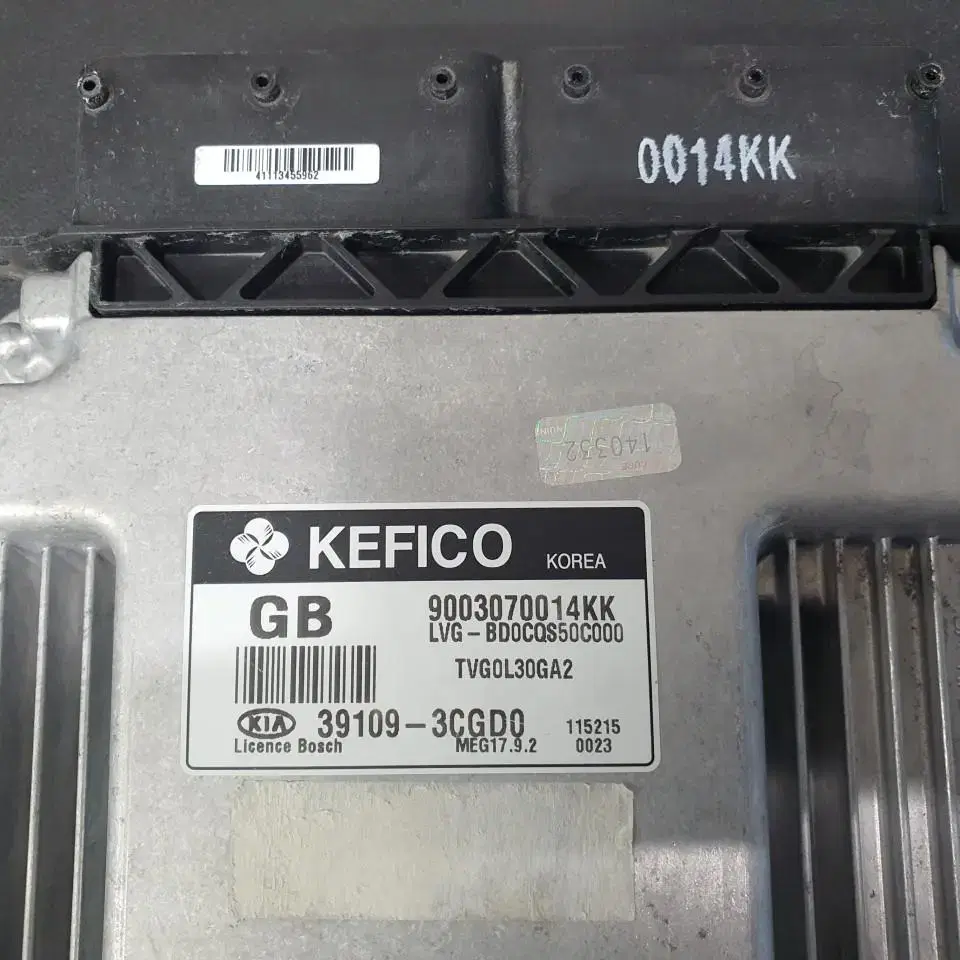 41113455962
0014KK
140332
KEFICO
KOREA
GB
9003070014KK
LVG-BD0CQS50C000
TVG0L30GA2
KIA
39109-3CGD0
115215
Licence Bosch
MEG17.9.2
0023